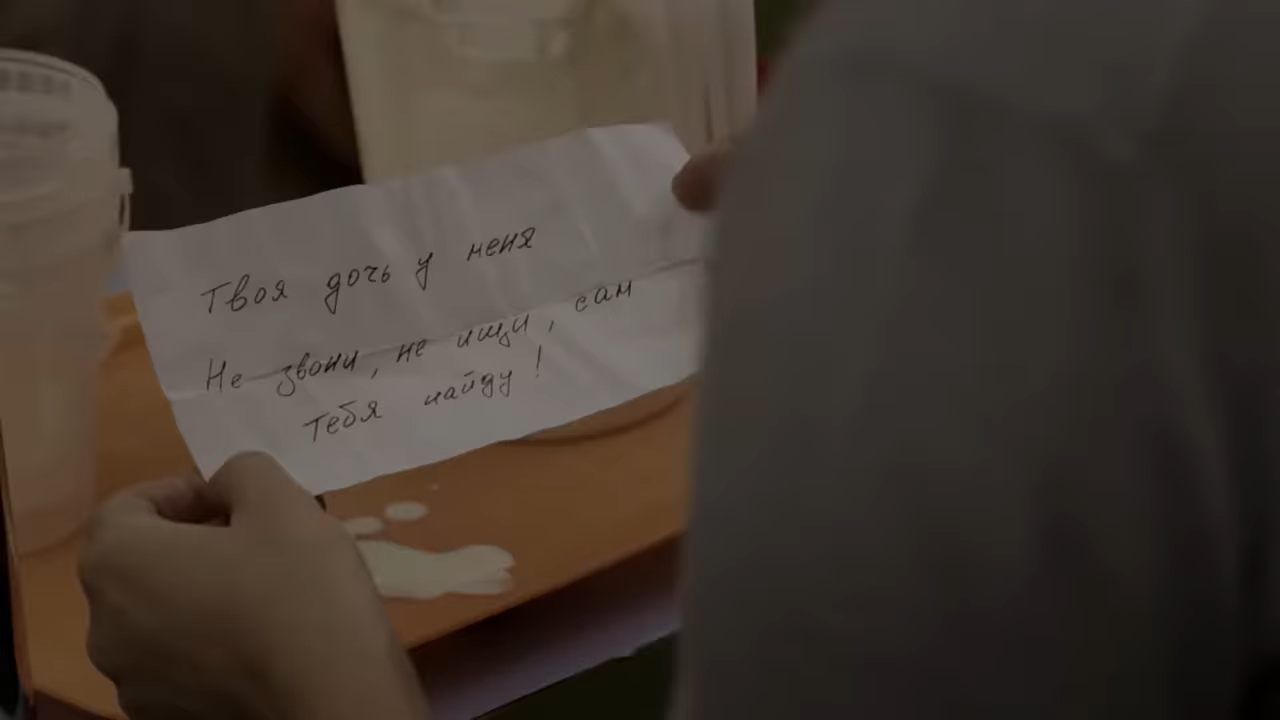 Твоя дочь у меня
Не звони, не ищи, сам
тебя найду!